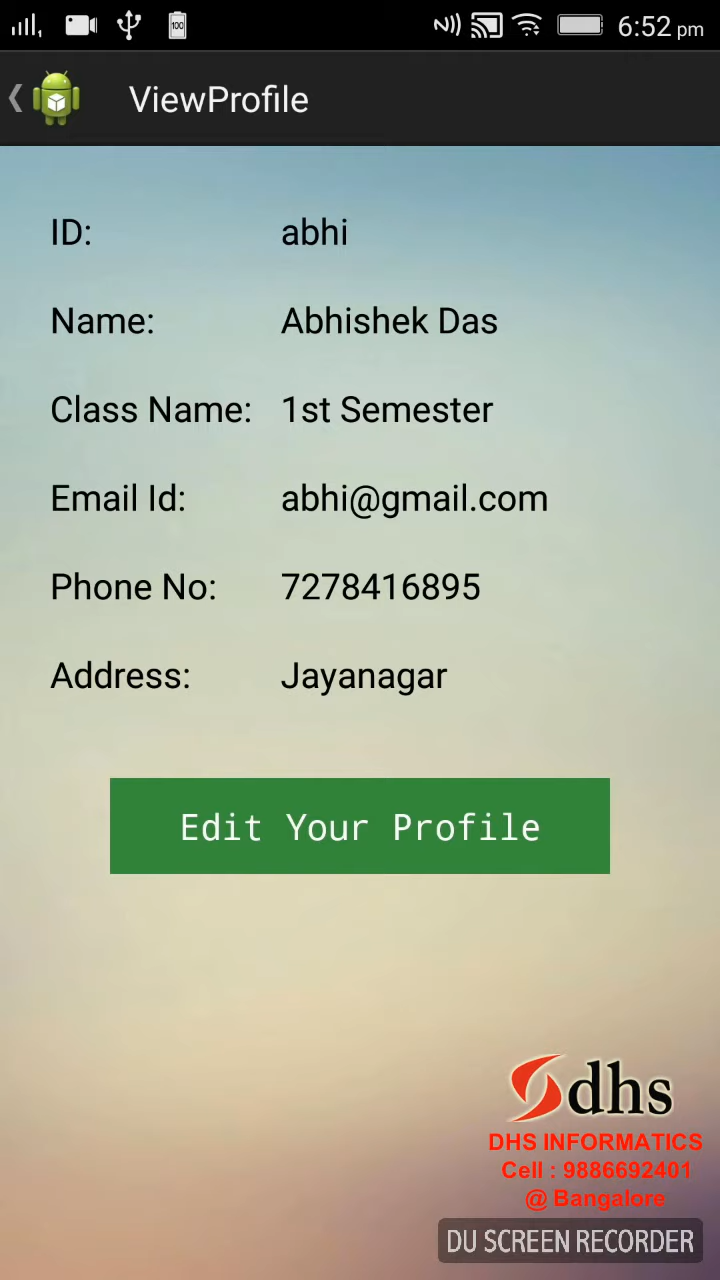 100 6:52 pm
ViewProfile
ID: abhi
Name: Abhishek Das
Class Name: 1st Semester
Email Id: abhi@gmail.com
Phone No: 7278416895
Address: Jayanagar
Edit Your Profile
dhs
DHS INFORMATICS
Cell : 9886692401
@ Bangalore
DU SCREEN RECORDER